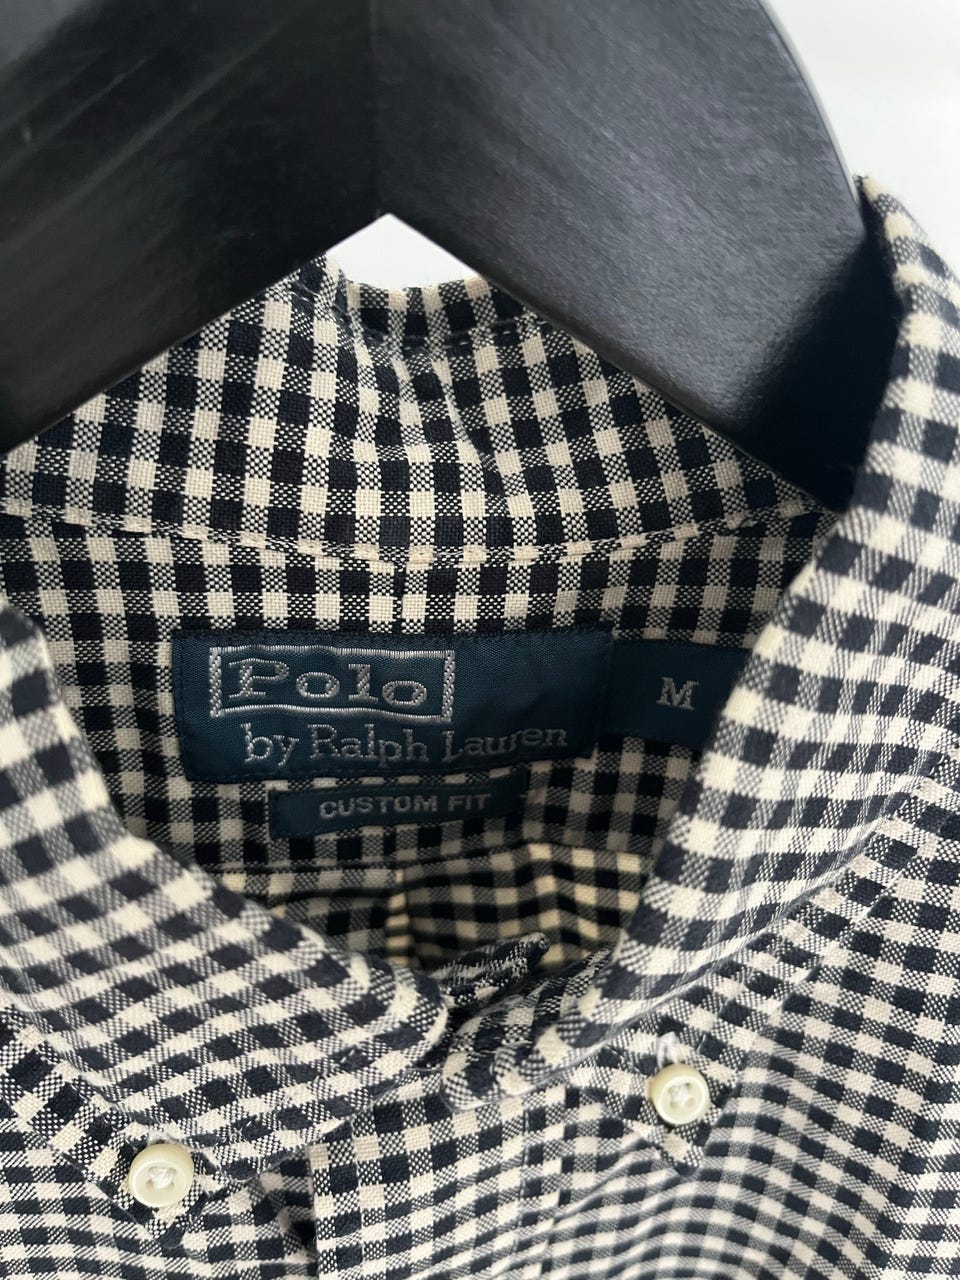 Polo
by Ralph Lauren
M
CUSTOM FIT